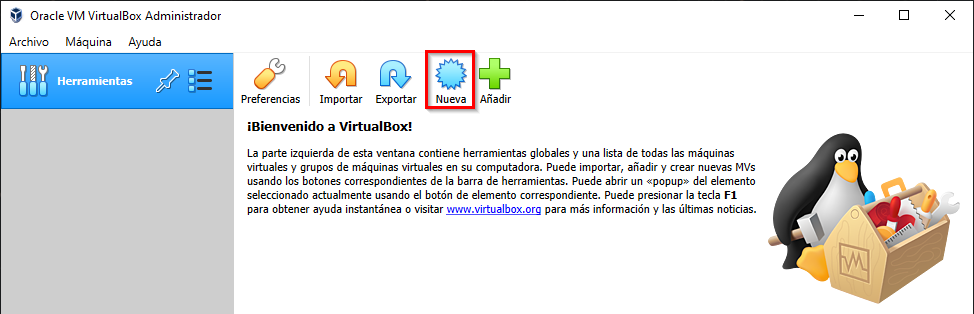 Oracle VM VirtualBox Administrador
Archivo Máquina Ayuda
Herramientas
Preferencias Importar Exportar Nueva Añadir
¡Bienvenido a VirtualBox!
La parte izquierda de esta ventana contiene herramientas globales y una lista de todas las máquinas
virtuales y grupos de máquinas virtuales en su computadora. Puede importar, añadir y crear nuevas MVs
usando los botones correspondientes de la barra de herramientas. Puede abrir un «popup» del elemento
seleccionado actualmente usando el botón de elemento correspondiente. Puede presionar la tecla F1
para obtener ayuda instantánea o visitar www.virtualbox.org para más información y las últimas noticias.